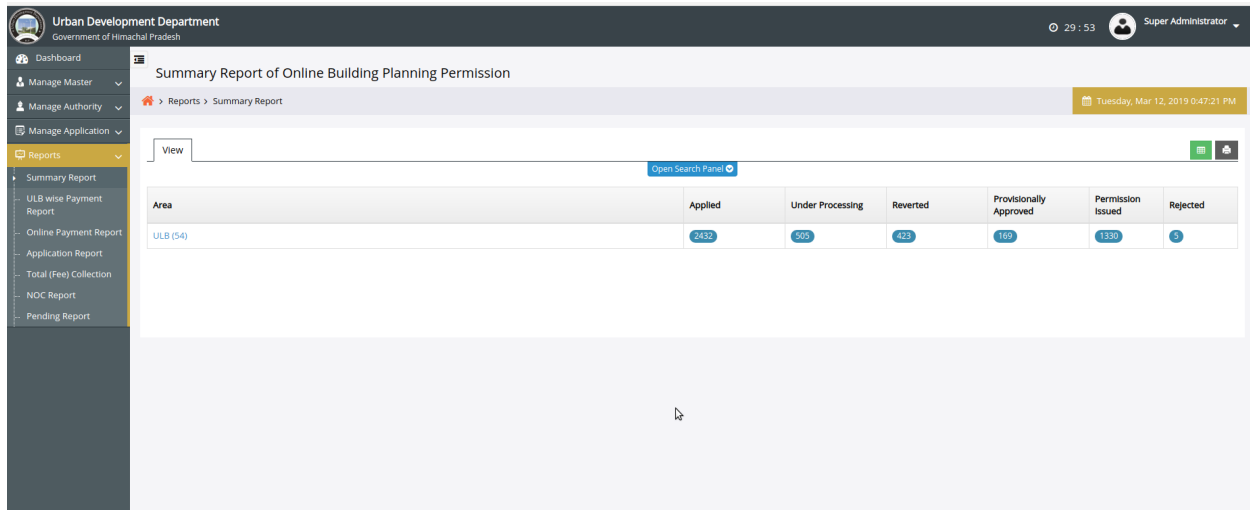 Urban Development Department
Government of Himachal Pradesh
29 : 53
Super Administrator
Dashboard
Manage Master
Manage Authority
Manage Application
Reports
Summary Report
ULB wise Payment
Report
Online Payment Report
Application Report
Total (Fee) Collection
NOC Report
Pending Report
Summary Report of Online Building Planning Permission
> Reports > Summary Report
Tuesday, Mar 12, 2019 0:47:21 PM
View
Open Search Panel
Area Applied Under Processing Reverted Provisionally Approved Permission Issued Rejected
ULB (54) 2432 505 423 169 1330 5